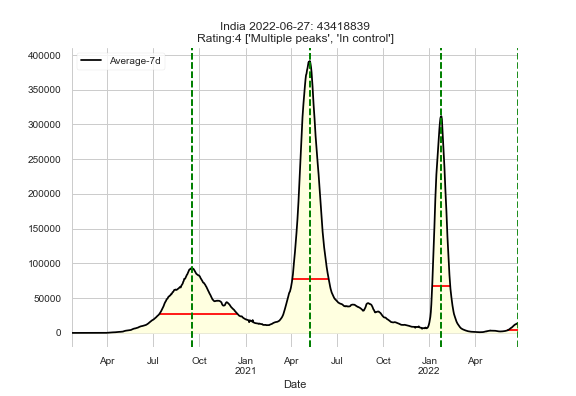 India 2022-06-27: 43418839
Rating:4 ['Multiple peaks', 'In control']
Average-7d
400000
350000
300000
250000
200000
150000
100000
50000
0
Apr Jul Oct Jan Apr Jul Oct Jan Apr
2021 2022
Date